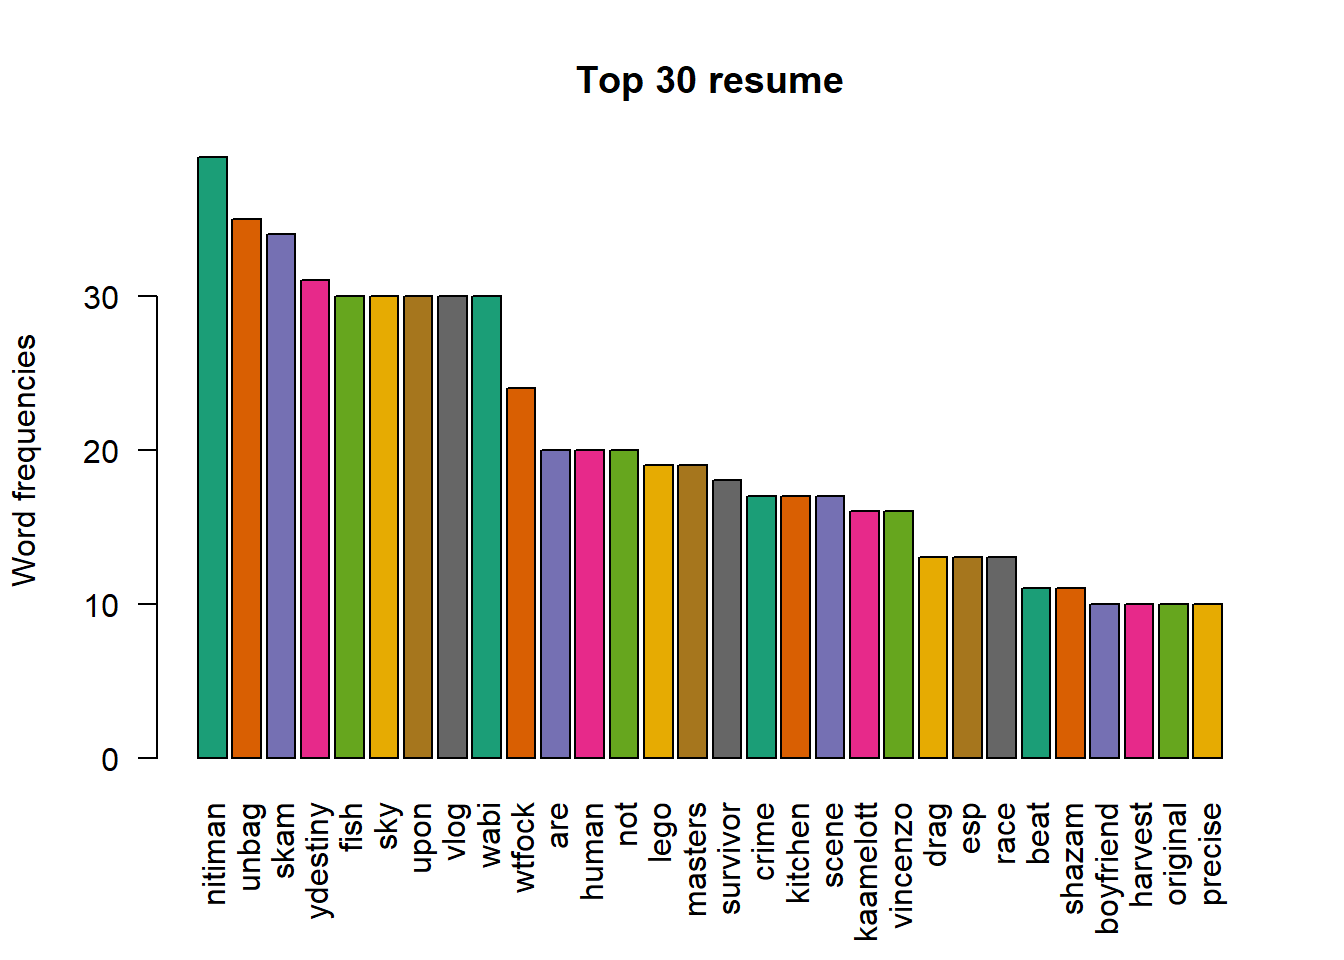 Top 30 resume
Word frequencies
30
20
10
0
nitiman
unbag
skam
ydestiny
fish
sky
upon
vlog
wabi
wtfock
are
human
not
lego
masters
survivor
crime
kitchen
scene
kaamelott
vincenzo
drag
esp
race
beat
shazam
boyfriend
harvest
original
precise